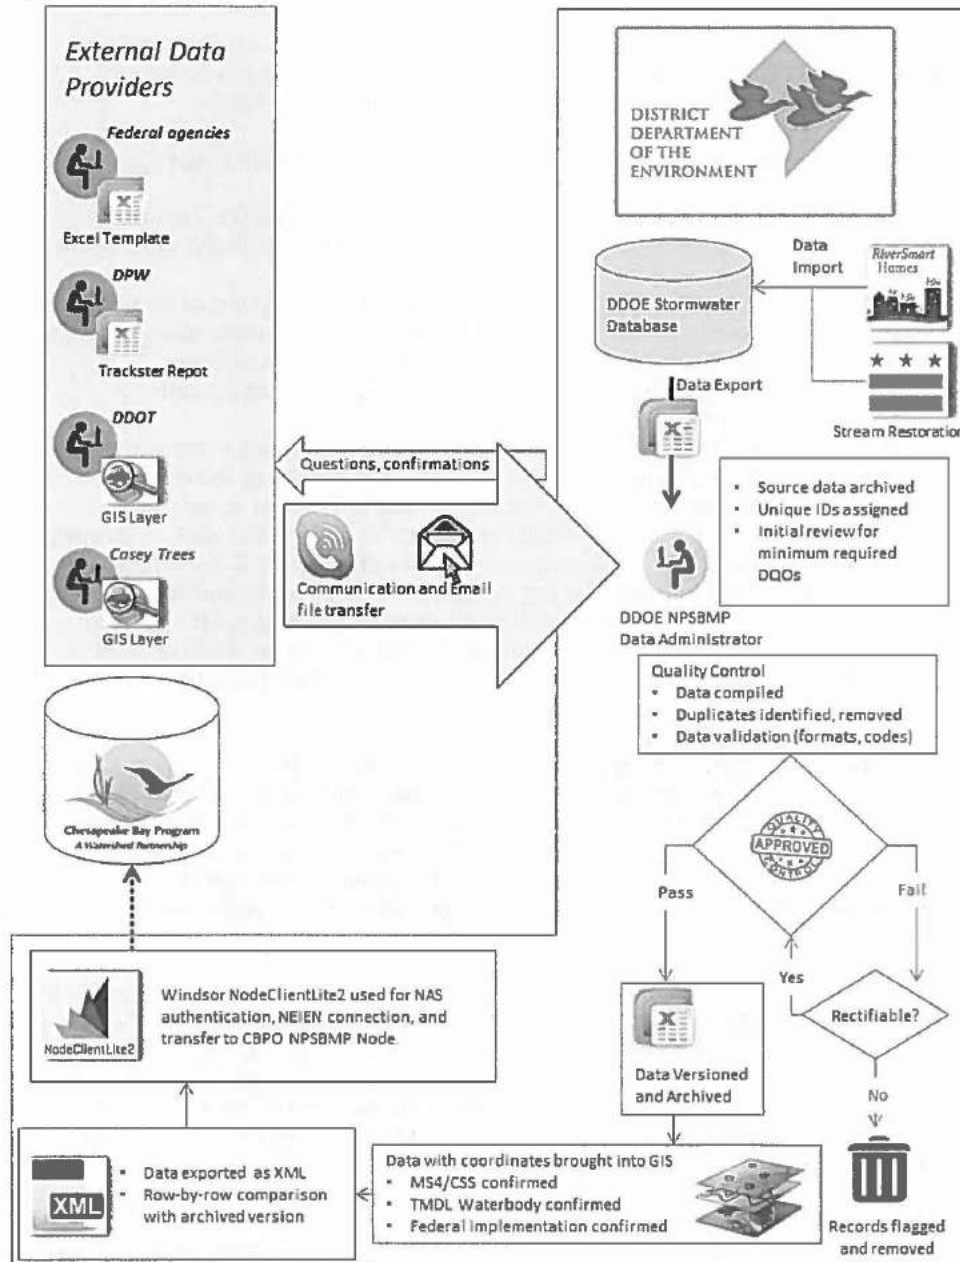 External Data
Providers
Federal agencies
Excel Template
DPW
Trackster Repot
DDOT
GIS Layer
Casey Trees
GIS Layer
Questions, confirmations
Communication and Email
file transfer
DISTRICT
DEPARTMENT
OF THE
ENVIRONMENT
Data
Import
RiverSmart
Homes
DDOE Stormwater
Database
Stream Restoration
Data Export
• Source data archived
• Unique IDs assigned
• Initial review for
minimum required
DQOs
DDOE NPSBMP
Data Administrator
Quality Control
• Data compiled
• Duplicates identified, removed
• Data validation (formats, codes)
QUALITY
APPROVED
CONTROL
Pass
Fail
Yes
Rectifiable?
No
Records flagged
and removed
Data Versioned
and Archived
Data with coordinates brought into GIS
• MS4/CSS confirmed
• TMDL Waterbody confirmed
• Federal Implementation confirmed
XML
• Data exported as XML
• Row-by-row comparison
with archived version
NodeClientLite2
Windsor NodeClientLite2 used for NAS
authentication, NEIEN connection, and
transfer to CBPO NPSBMP Node.
Chesapeake Bay Program
A Watershed Partnership